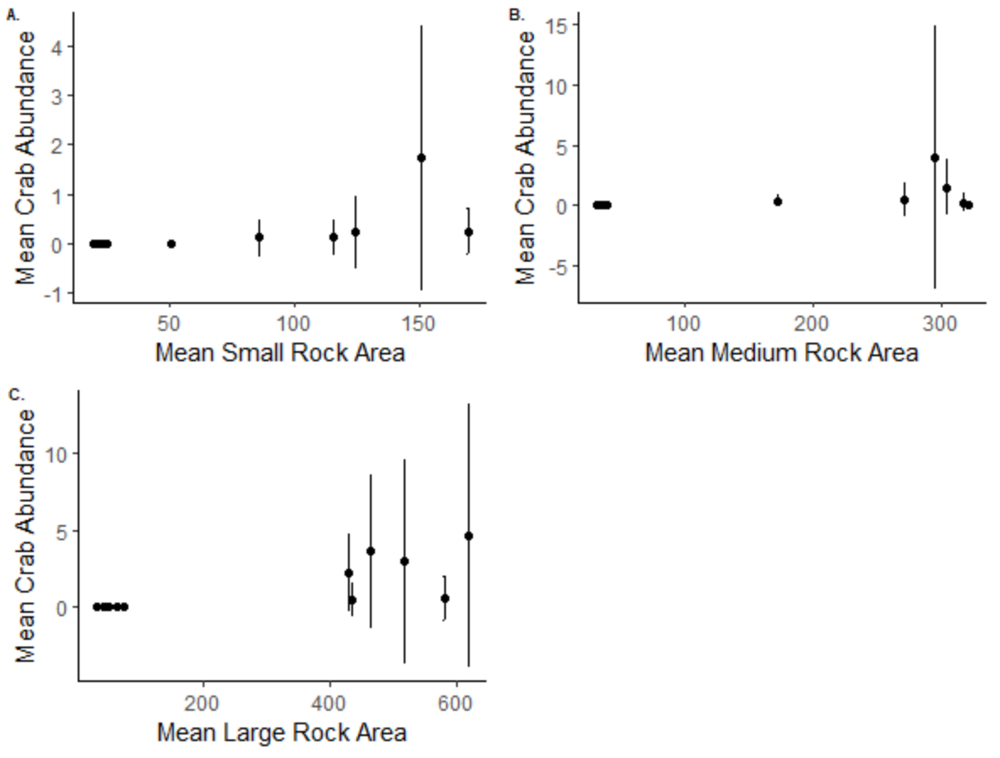 A.
Mean Crab Abundance
4
3
2
1
0
-1
50
100
150
Mean Small Rock Area
B.
Mean Crab Abundance
15
10
5
0
-5
100
200
300
Mean Medium Rock Area
C.
Mean Crab Abundance
10
5
0
200
400
600
Mean Large Rock Area